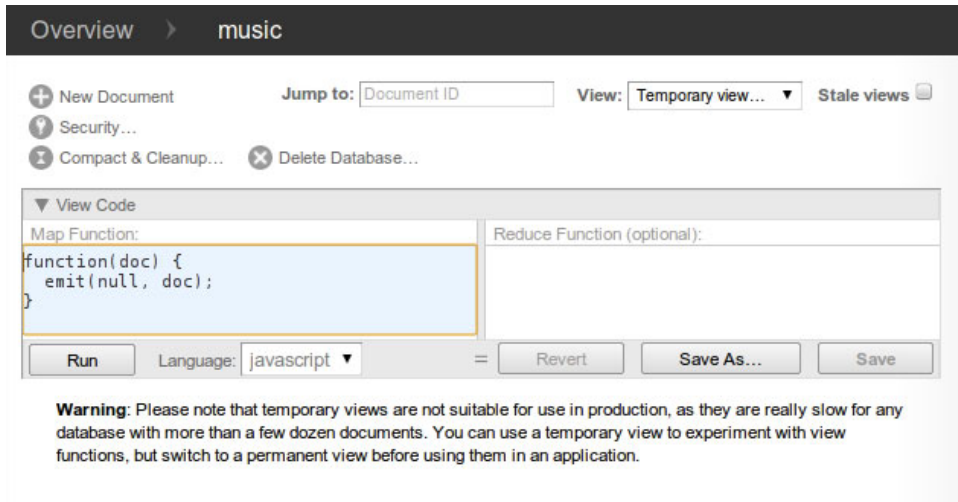 Overview music
New Document Jump to: Document ID View: Temporary view... Stale views
Security...
Compact & Cleanup... Delete Database...
View Code
Map Function: Reduce Function (optional):
function(doc) {
  emit(null, doc);
}
Run Language: javascript = Revert Save As... Save
Warning: Please note that temporary views are not suitable for use in production, as they are really slow for any
database with more than a few dozen documents. You can use a temporary view to experiment with view
functions, but switch to a permanent view before using them in an application.